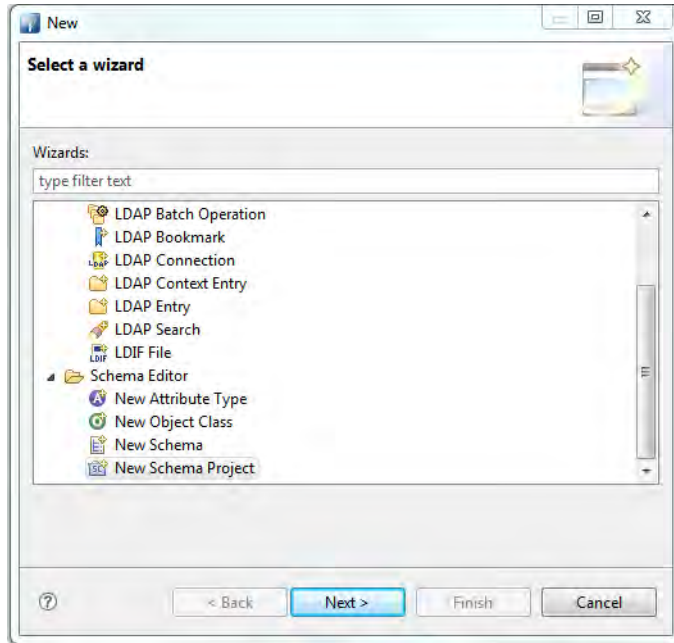 New
Select a wizard
Wizards:
type filter text
LDAP Batch Operation
LDAP Bookmark
LDAP Connection
LDAP Context Entry
LDAP Entry
LDAP Search
LDIF File
Schema Editor
New Attribute Type
New Object Class
New Schema
New Schema Project
< Back Next > Finish Cancel